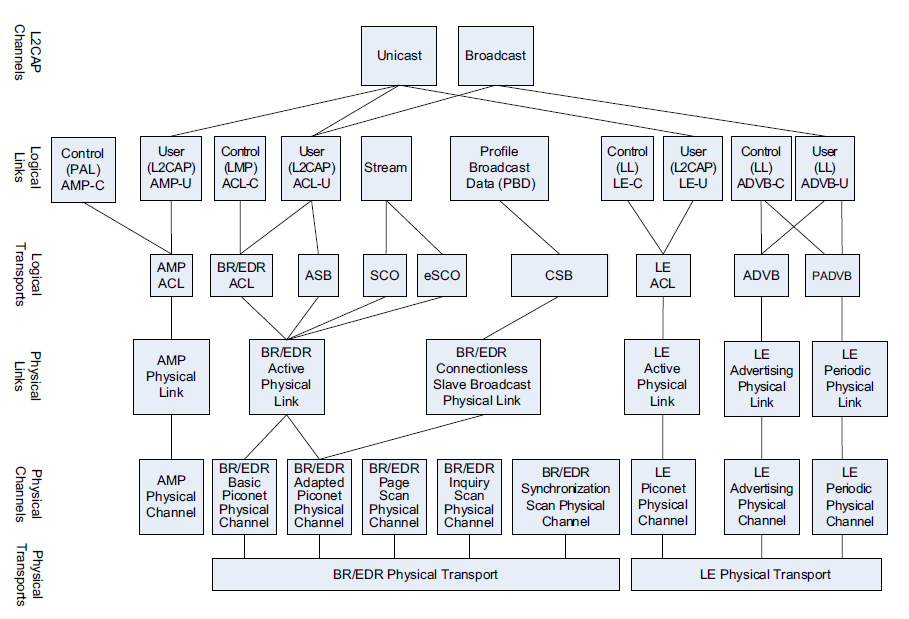 L2CAP
Channels
Unicast
Broadcast
Logical
Links
Control
(PAL)
AMP-C
User
(L2CAP)
AMP-U
Control
(LMP)
ACL-C
User
(L2CAP)
ACL-U
Stream
Profile
Broadcast
Data (PBD)
Control
(LL)
LE-C
User
(L2CAP)
LE-U
Control
(LL)
ADVB-C
User
(LL)
ADVB-U
Logical
Transports
AMP
ACL
BR/EDR
ACL
ASB
SCO
eSCO
CSB
LE
ACL
ADVB
PADVB
Physical
Links
AMP
Physical
Link
BR/EDR
Active
Physical
Link
BR/EDR
Connectionless
Slave Broadcast
Physical Link
LE
Active
Physical
Link
LE
Advertising
Physical
Link
LE
Periodic
Physical
Link
Physical
Channels
AMP
Physical
Channel
BR/EDR
Basic
Piconet
Physical
Channel
BR/EDR
Adapted
Piconet
Physical
Channel
BR/EDR
Page
Scan
Physical
Channel
BR/EDR
Inquiry
Scan
Physical
Channel
BR/EDR
Synchronization
Scan Physical
Channel
LE
Piconet
Physical
Channel
LE
Advertising
Physical
Channel
LE
Periodic
Physical
Channel
Physical
Transports
BR/EDR Physical Transport
LE Physical Transport